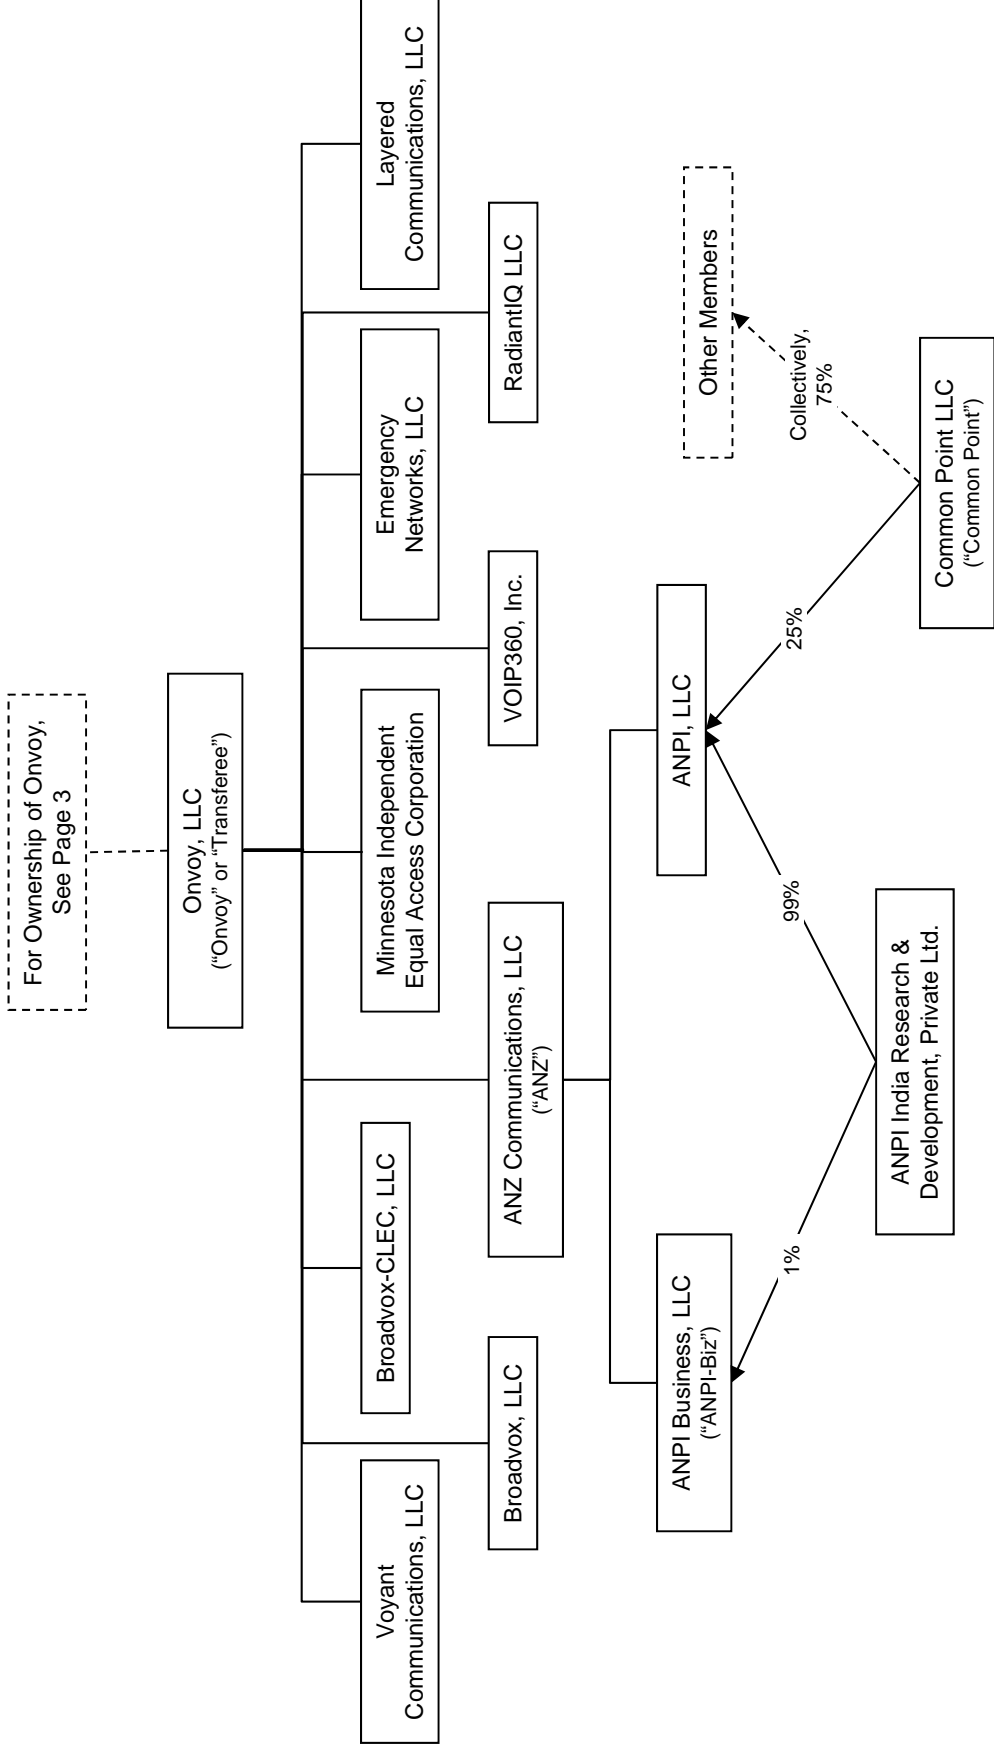 For Ownership of Onvoy,
See Page 3
Onvoy, LLC
(“Onvoy” or “Transferee”)
Voyant
Communications, LLC
Broadvox-CLEC, LLC
Minnesota Independent
Equal Access Corporation
Emergency
Networks, LLC
Layered
Communications, LLC
Broadvox, LLC
ANZ Communications, LLC
(“ANZ”)
VOIP360, Inc.
RadiantIQ LLC
ANPI Business, LLC
(“ANPI-Biz”)
ANPI, LLC
Other Members
1%
99%
25%
Collectively,
75%
ANPI India Research &
Development, Private Ltd.
Common Point LLC
(“Common Point”)